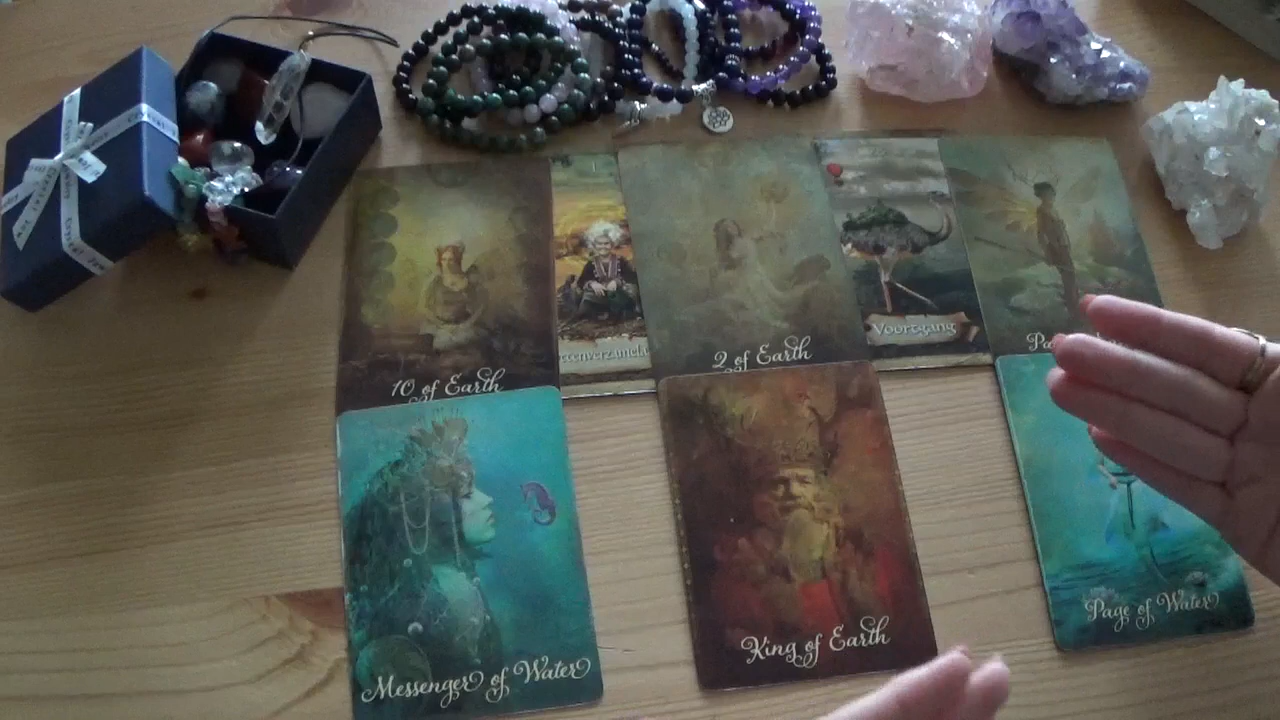 10 of Earth
2 of Earth
Voortgang
Messenger of Water
King of Earth
Page of Water